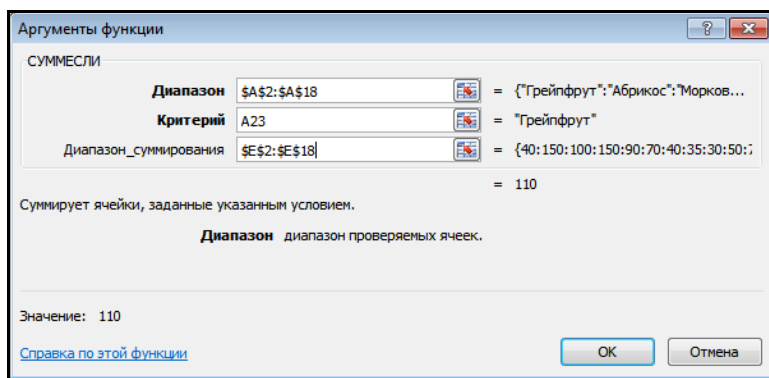 Аргументы функции
СУММЕСЛИ
Диапазон $A$2:$A$18 = {"Грейпфрут":"Абрикос":"Морков...
Критерий A23 = "Грейпфрут"
Диапазон_суммирования $E$2:$E$18 = {40:150:100:150:90:70:40:35:30:50:7
= 110
Суммирует ячейки, заданные указанным условием.
Диапазон диапазон проверяемых ячеек.
Значение: 110
Справка по этой функции OK Отмена